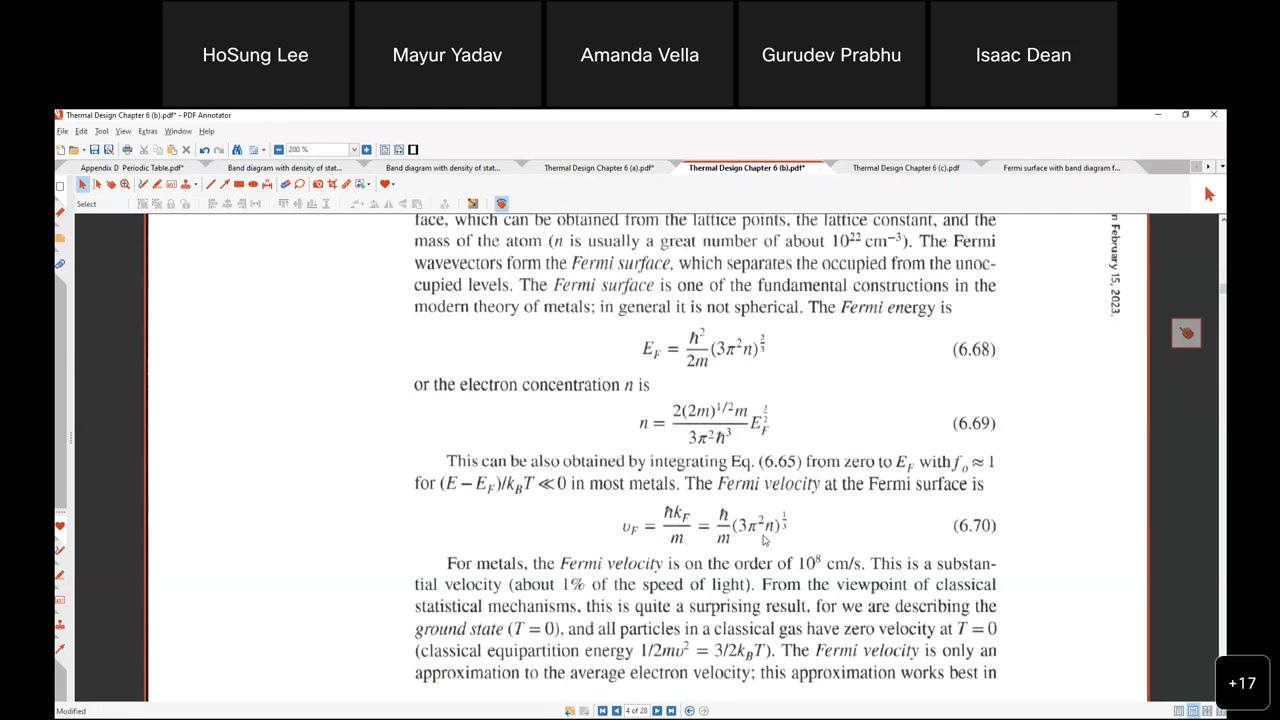 HoSung Lee
Mayur Yadav
Amanda Vella
Gurudev Prabhu
Isaac Dean
Thermal Design Chapter 6 (b).pdf* - PDF Annotator
File Edit Tool View Extras Window Help
200 %
Appendix D Periodic Table.pdf*
Band diagram with density of stat...
Band diagram with density of stat...
Thermal Design Chapter 6 (a).pdf*
Thermal Design Chapter 6 (b).pdf*
Thermal Design Chapter 6 (c).pdf
Fermi surface with band diagram f...
Select
face, which can be obtained from the lattice points, the lattice constant, and the
mass of the atom (n is usually a great number of about 10²² cm⁻³). The Fermi
wavevectors form the Fermi surface, which separates the occupied from the unoc-
cupied levels. The Fermi surface is one of the fundamental constructions in the
modern theory of metals; in general it is not spherical. The Fermi energy is
E_F = ħ²/2m (3π²n)^(2/3) (6.68)
or the electron concentration n is
n = 2(2m)^(1/2)m/3π²ħ³ E_F^(3/2) (6.69)
This can be also obtained by integrating Eq. (6.65) from zero to E_F with f_o ≈ 1
for (E − E_F)/k_BT ≪ 0 in most metals. The Fermi velocity at the Fermi surface is
υ_F = ħk_F/m = ħ/m (3π²n)^(1/3) (6.70)
For metals, the Fermi velocity is on the order of 10⁸ cm/s. This is a substan-
tial velocity (about 1% of the speed of light). From the viewpoint of classical
statistical mechanisms, this is quite a surprising result, for we are describing the
ground state (T = 0), and all particles in a classical gas have zero velocity at T = 0
(classical equipartition energy 1/2mυ² = 3/2k_BT). The Fermi velocity is only an
approximation to the average electron velocity; this approximation works best in
n February 15, 2023.
+17
Modified
4 of 28